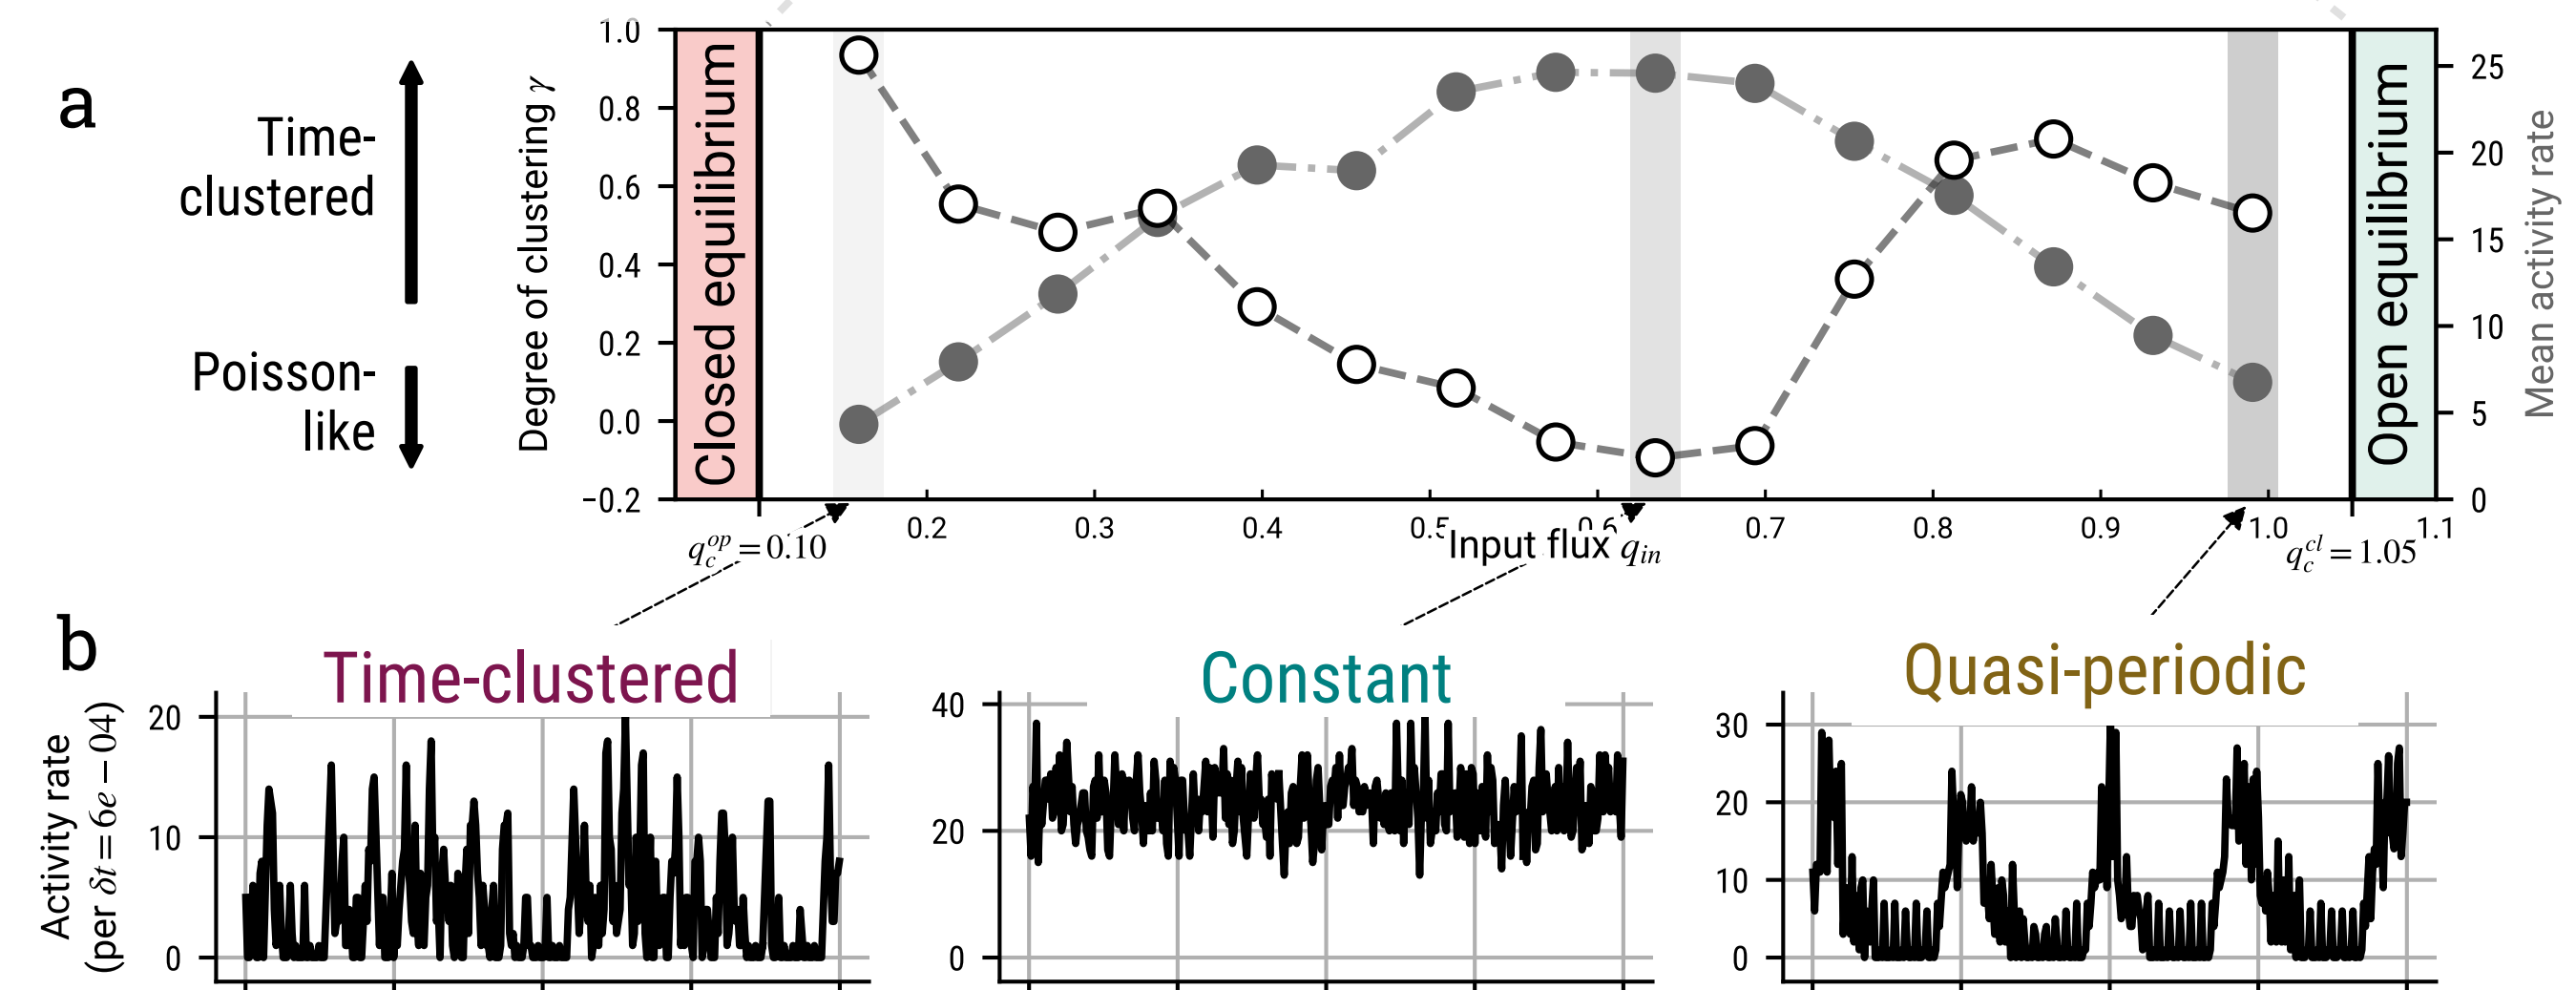 a
Time-
clustered
Poisson-
like
Degree of clustering γ
1.0
0.8
0.6
0.4
0.2
0.0
−0.2
Closed equilibrium
Open equilibrium
25
20
15
10
5
0
Mean activity rate
0.2
0.3
0.4
0.5
0.6
0.7
0.8
0.9
1.0
1.1
q_c^{op} = 0.10
Input flux q_{in}
q_c^{cl} = 1.05
b
Time-clustered
Constant
Quasi-periodic
Activity rate
(per δt = 6e − 04)
20
10
0
40
20
0
30
20
10
0